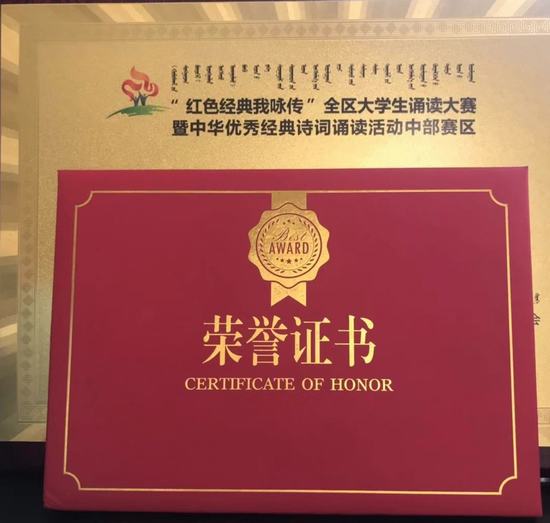 “红色经典我咏传”全区大学生诵读大赛
暨中华优秀经典诗词诵读活动中部赛区
会
Best
AWARD
荣誉证书
CERTIFICATE OF HONOR